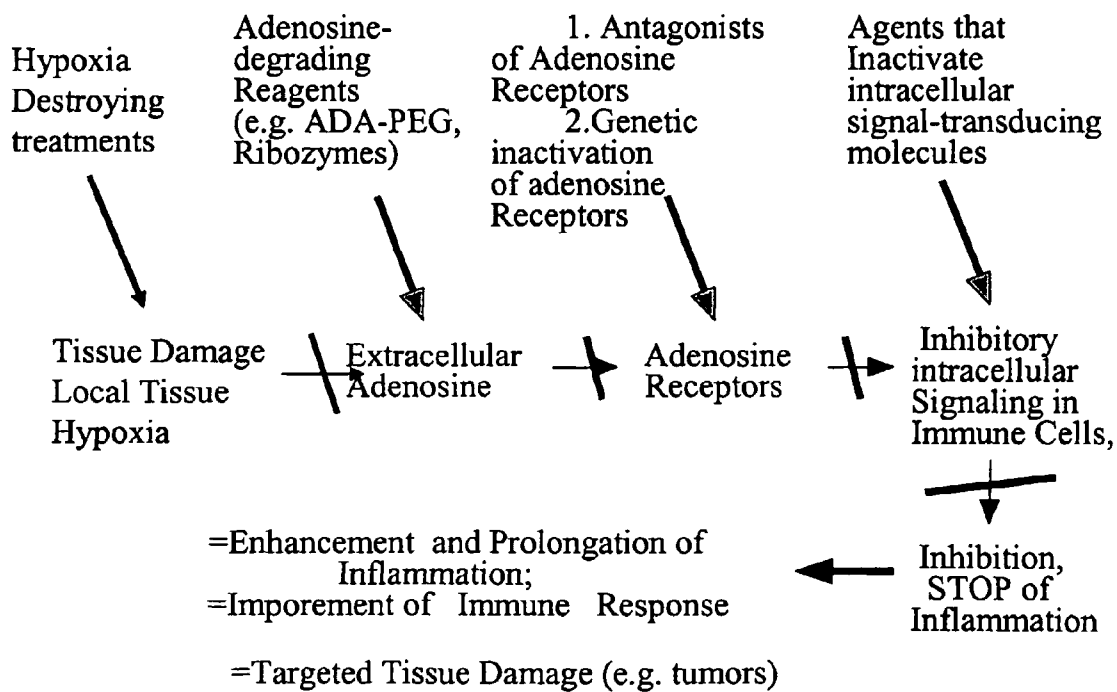 Hypoxia
Destroying
treatments
Adenosine-
degrading
Reagents
(e.g. ADA-PEG,
Ribozymes)
1. Antagonists
of Adenosine
Receptors
2.Genetic
inactivation
of adenosine
Receptors
Agents that
Inactivate
intracellular
signal-transducing
molecules
Tissue Damage
Local Tissue
Hypoxia
Extracellular
Adenosine
Adenosine
Receptors
Inhibitory
intracellular
Signaling in
Immune Cells,
Inhibition,
STOP of
Inflammation
=Enhancement and Prolongation of
Inflammation;
=Imporement of Immune Response
=Targeted Tissue Damage (e.g. tumors)